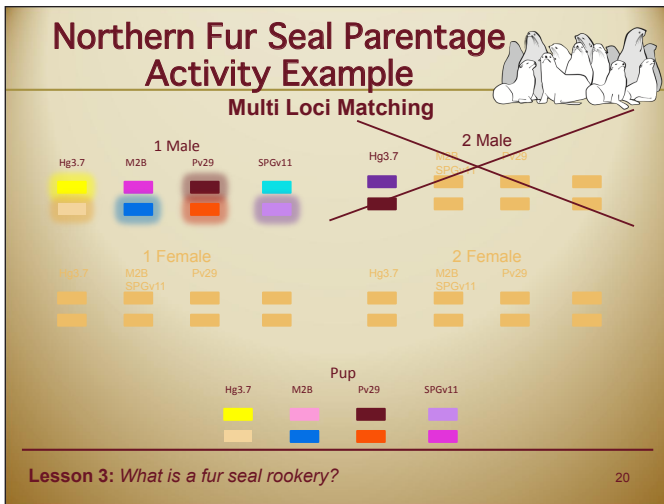 Northern Fur Seal Parentage
Activity Example
Multi Loci Matching
1 Male
Hg3.7 M2B Pv29 SPGv11
2 Male
Hg3.7 M2B Pv29
SPGv11
1 Female
Hg3.7 M2B Pv29
SPGv11
2 Female
Hg3.7 M2B Pv29
SPGv11
Pup
Hg3.7 M2B Pv29 SPGv11
Lesson 3: What is a fur seal rookery? 20